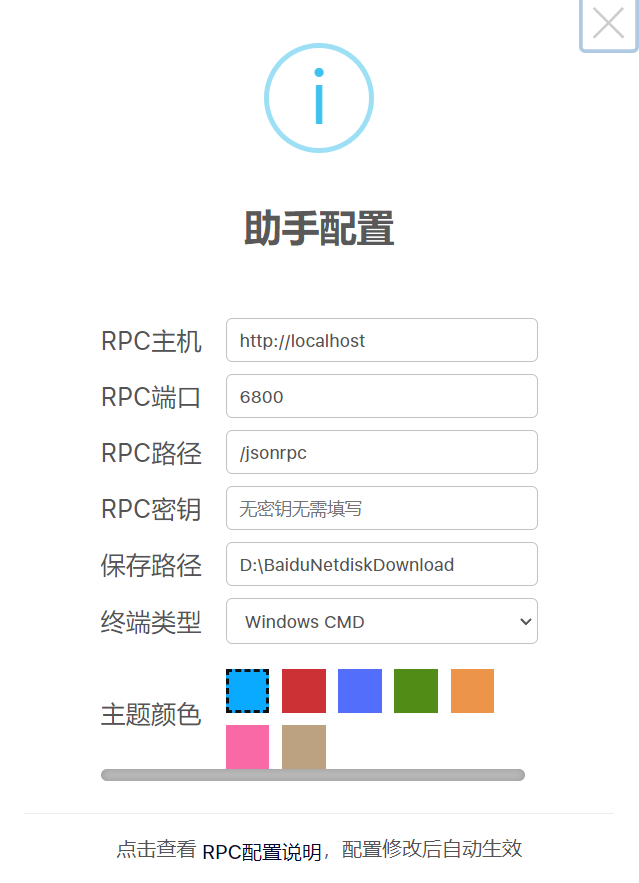 助手配置
RPC主机 http://localhost
RPC端口 6800
RPC路径 /jsonrpc
RPC密钥 无密钥无需填写
保存路径 D:\BaiduNetdiskDownload
终端类型 Windows CMD
主题颜色
点击查看 RPC配置说明，配置修改后自动生效